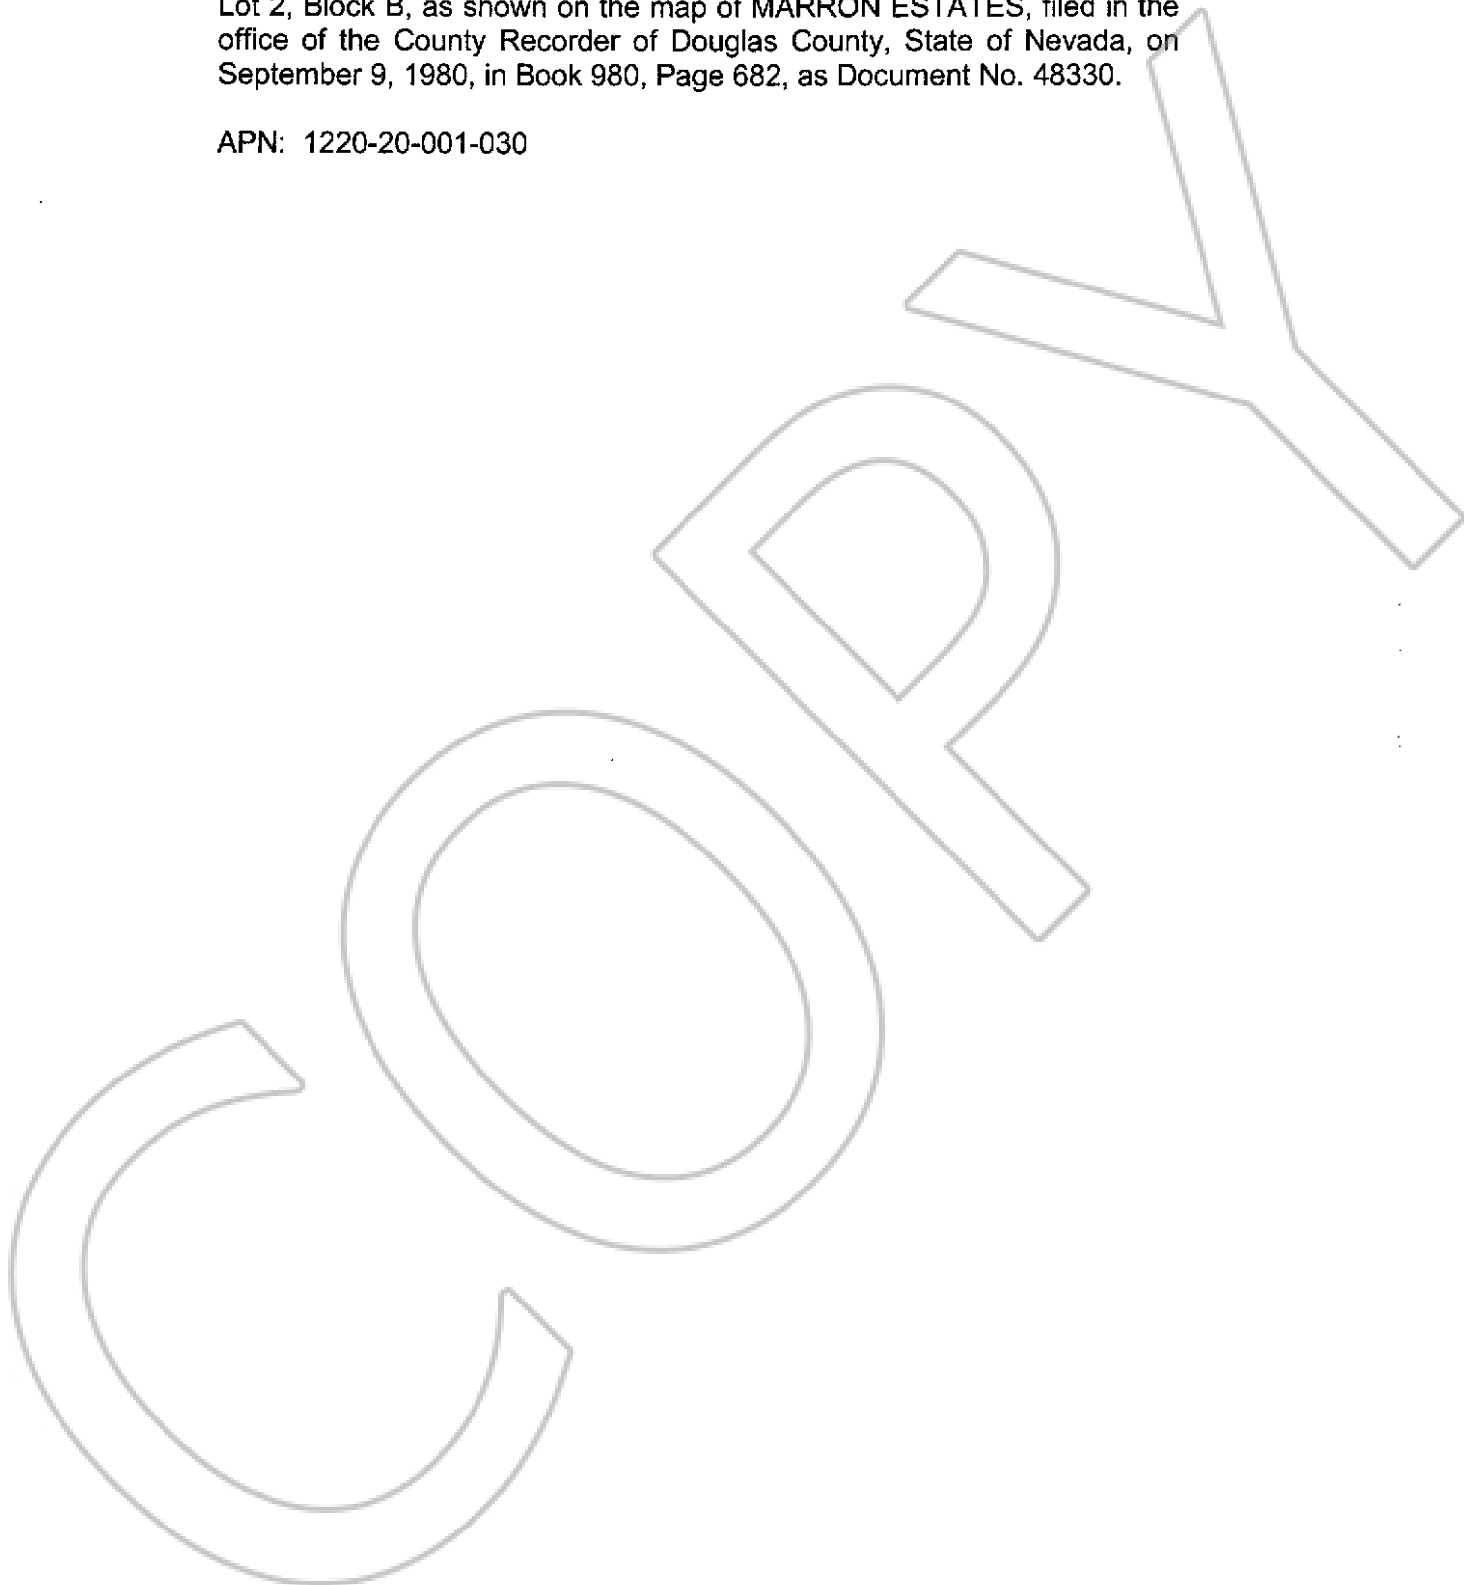 Lot 2, Block B, as shown on the map of MARRON ESTATES, filed in the
office of the County Recorder of Douglas County, State of Nevada, on
September 9, 1980, in Book 980, Page 682, as Document No. 48330.
APN: 1220-20-001-030
COPY